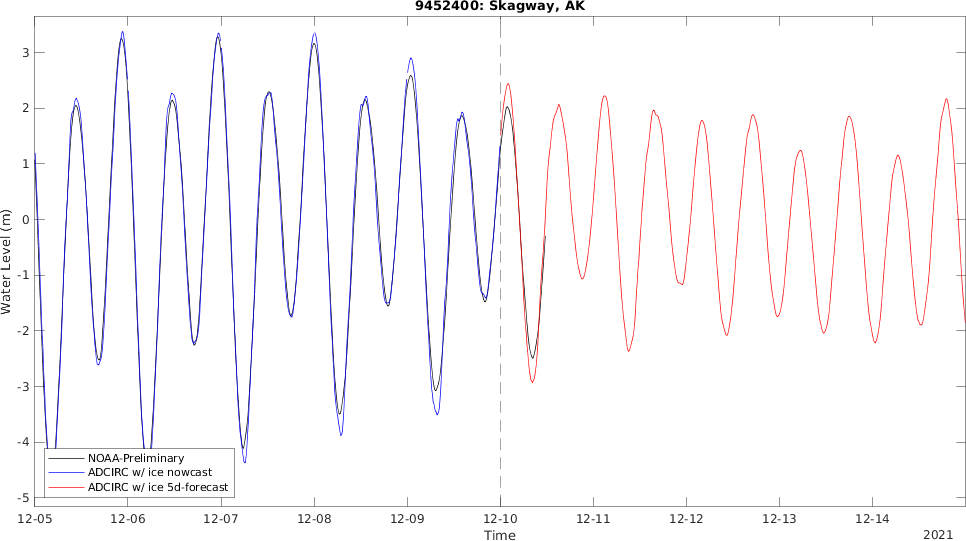 9452400: Skagway, AK
Water Level (m)
3
2
1
0
-1
-2
-3
-4
-5
NOAA-Preliminary
ADCIRC w/ ice nowcast
ADCIRC w/ ice 5d-forecast
12-05 12-06 12-07 12-08 12-09 12-10 12-11 12-12 12-13 12-14
Time
2021